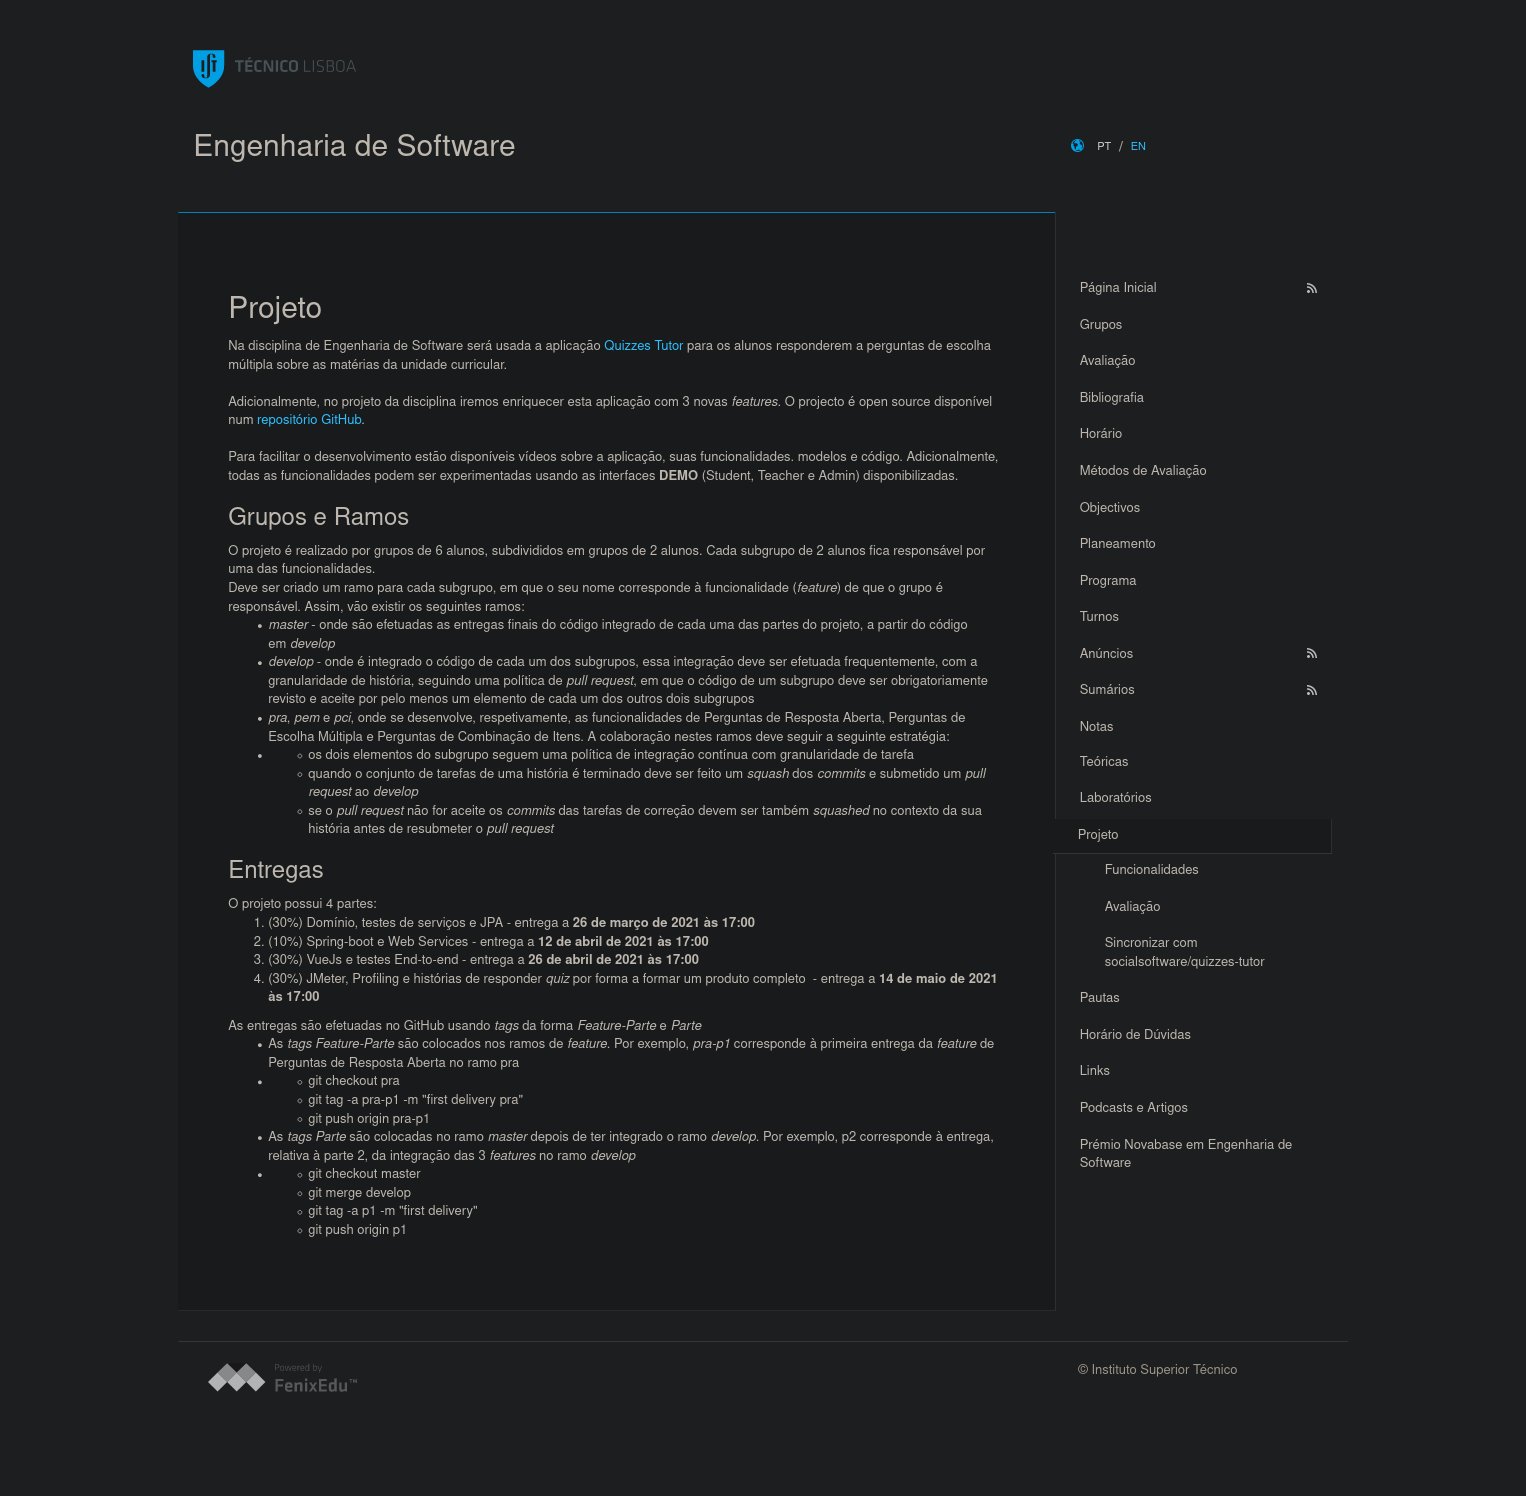 TÉCNICO LISBOA
Engenharia de Software
PT / EN
Projeto
Na disciplina de Engenharia de Software será usada a aplicação Quizzes Tutor para os alunos responderem a perguntas de escolha
múltipla sobre as matérias da unidade curricular.
Adicionalmente, no projeto da disciplina iremos enriquecer esta aplicação com 3 novas features. O projecto é open source disponível
num repositório GitHub.
Para facilitar o desenvolvimento estão disponíveis vídeos sobre a aplicação, suas funcionalidades. modelos e código. Adicionalmente,
todas as funcionalidades podem ser experimentadas usando as interfaces DEMO (Student, Teacher e Admin) disponibilizadas.
Grupos e Ramos
O projeto é realizado por grupos de 6 alunos, subdivididos em grupos de 2 alunos. Cada subgrupo de 2 alunos fica responsável por
uma das funcionalidades.
Deve ser criado um ramo para cada subgrupo, em que o seu nome corresponde à funcionalidade (feature) de que o grupo é
responsável. Assim, vão existir os seguintes ramos:
• master - onde são efetuadas as entregas finais do código integrado de cada uma das partes do projeto, a partir do código
em develop
• develop - onde é integrado o código de cada um dos subgrupos, essa integração deve ser efetuada frequentemente, com a
granularidade de história, seguindo uma política de pull request, em que o código de um subgrupo deve ser obrigatoriamente
revisto e aceite por pelo menos um elemento de cada um dos outros dois subgrupos
• pra, pem e pci, onde se desenvolve, respetivamente, as funcionalidades de Perguntas de Resposta Aberta, Perguntas de
Escolha Múltipla e Perguntas de Combinação de Itens. A colaboração nestes ramos deve seguir a seguinte estratégia:
• ◦ os dois elementos do subgrupo seguem uma política de integração contínua com granularidade de tarefa
◦ quando o conjunto de tarefas de uma história é terminado deve ser feito um squash dos commits e submetido um pull
request ao develop
◦ se o pull request não for aceite os commits das tarefas de correção devem ser também squashed no contexto da sua
história antes de resubmeter o pull request
Entregas
O projeto possui 4 partes:
1. (30%) Domínio, testes de serviços e JPA - entrega a 26 de março de 2021 às 17:00
2. (10%) Spring-boot e Web Services - entrega a 12 de abril de 2021 às 17:00
3. (30%) VueJs e testes End-to-end - entrega a 26 de abril de 2021 às 17:00
4. (30%) JMeter, Profiling e histórias de responder quiz por forma a formar um produto completo - entrega a 14 de maio de 2021
às 17:00
As entregas são efetuadas no GitHub usando tags da forma Feature-Parte e Parte
• As tags Feature-Parte são colocados nos ramos de feature. Por exemplo, pra-p1 corresponde à primeira entrega da feature de
Perguntas de Resposta Aberta no ramo pra
• ◦ git checkout pra
◦ git tag -a pra-p1 -m "first delivery pra"
◦ git push origin pra-p1
• As tags Parte são colocadas no ramo master depois de ter integrado o ramo develop. Por exemplo, p2 corresponde à entrega,
relativa à parte 2, da integração das 3 features no ramo develop
• ◦ git checkout master
◦ git merge develop
◦ git tag -a p1 -m "first delivery"
◦ git push origin p1
Página Inicial
Grupos
Avaliação
Bibliografia
Horário
Métodos de Avaliação
Objectivos
Planeamento
Programa
Turnos
Anúncios
Sumários
Notas
Teóricas
Laboratórios
Projeto
Funcionalidades
Avaliação
Sincronizar com
socialsoftware/quizzes-tutor
Pautas
Horário de Dúvidas
Links
Podcasts e Artigos
Prémio Novabase em Engenharia de
Software
Powered by
FenixEdu™
© Instituto Superior Técnico